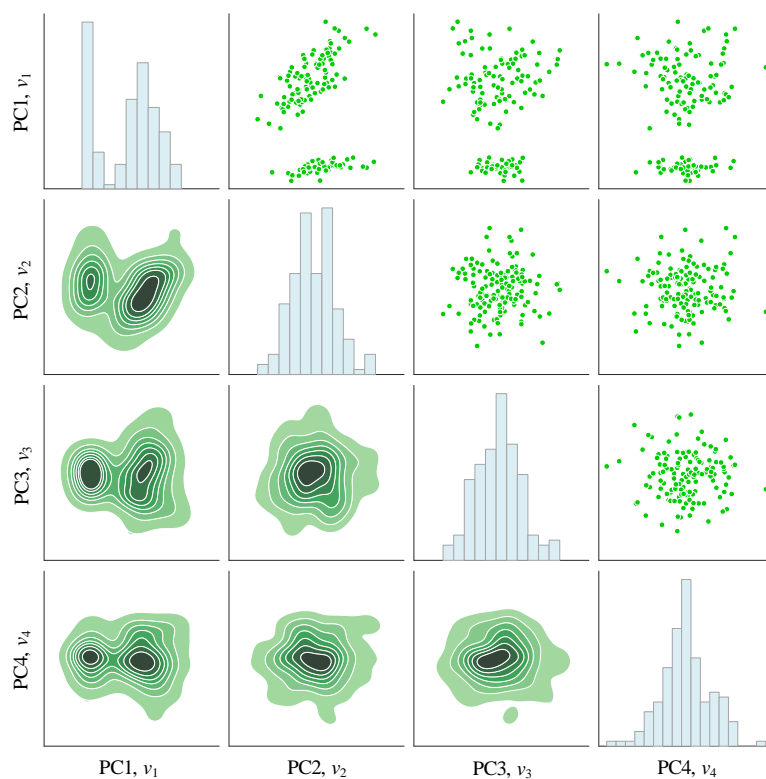 PC1, v₁
PC2, v₂
PC3, v₃
PC4, v₄
PC1, v₁
PC2, v₂
PC3, v₃
PC4, v₄